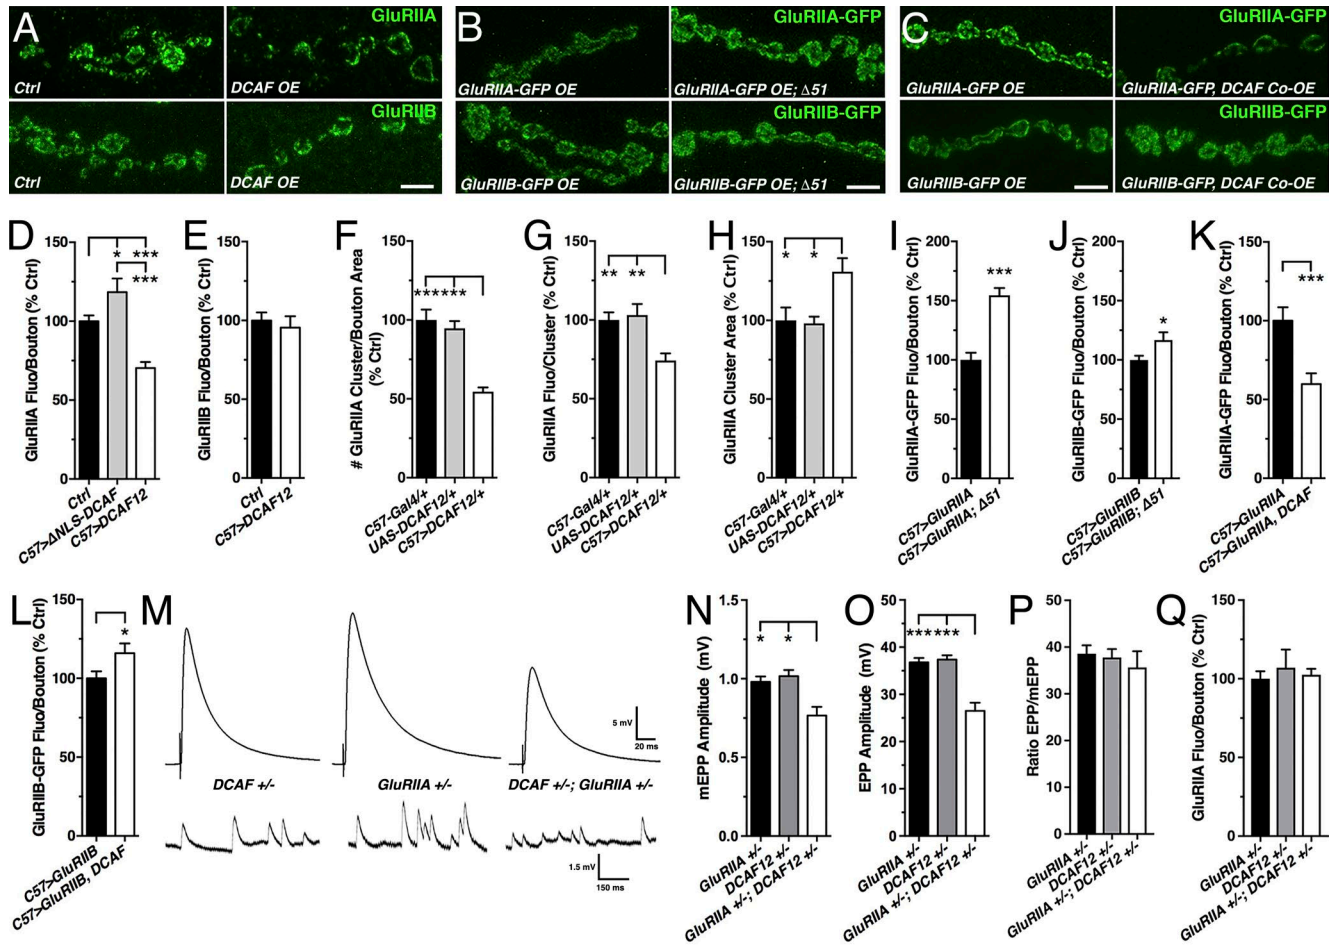 A
GluRIIA
Ctrl
DCAF OE
GluRIIB
Ctrl
DCAF OE
B
GluRIIA-GFP
GluRIIA-GFP OE
GluRIIA-GFP OE; Δ51
GluRIIB-GFP
GluRIIB-GFP OE
GluRIIB-GFP OE; Δ51
C
GluRIIA-GFP
GluRIIA-GFP OE
GluRIIA-GFP, DCAF Co-OE
GluRIIB-GFP
GluRIIB-GFP OE
GluRIIB-GFP, DCAF Co-OE
D
GluRIIA Fluo/Bouton (% Ctrl)
150
100
50
0
* ***
***
Ctrl
C57>ΔNLS-DCAF
C57>DCAF12
E
GluRIIB Fluo/Bouton (% Ctrl)
150
100
50
0
Ctrl
C57>DCAF12
F
# GluRIIA Cluster/Bouton Area
(% Ctrl)
150
100
50
0
******
C57-Gal4/+
UAS-DCAF12/+
C57>DCAF12/+
G
GluRIIA Fluo/Cluster (% Ctrl)
150
100
50
0
** **
C57-Gal4/+
UAS-DCAF12/+
C57>DCAF12/+
H
GluRIIA Cluster Area (% Ctrl)
150
100
50
0
* *
C57-Gal4/+
UAS-DCAF12/+
C57>DCAF12/+
I
GluRIIA-GFP Fluo/Bouton (% Ctrl)
200
150
100
50
0
***
C57>GluRIIA
C57>GluRIIA; Δ51
J
GluRIIB-GFP Fluo/Bouton (% Ctrl)
200
150
100
50
0
*
C57>GluRIIB
C57>GluRIIB; Δ51
K
GluRIIA-GFP Fluo/Bouton (% Ctrl)
150
100
50
0
***
C57>GluRIIA
C57>GluRIIA, DCAF
L
GluRIIB-GFP Fluo/Bouton (% Ctrl)
150
100
50
0
*
C57>GluRIIB
C57>GluRIIB, DCAF
M
5 mV
20 ms
DCAF +/-
GluRIIA +/-
DCAF +/-; GluRIIA +/-
1.5 mV
150 ms
N
mEPP Amplitude (mV)
1.5
1.0
0.5
0.0
* *
GluRIIA +/-
DCAF12 +/-
GluRIIA +/-; DCAF12 +/-
O
EPP Amplitude (mV)
50
40
30
20
10
0
******
GluRIIA +/-
DCAF12 +/-
GluRIIA +/-; DCAF12 +/-
P
Ratio EPP/mEPP
50
40
30
20
10
0
GluRIIA +/-
DCAF12 +/-
GluRIIA +/-; DCAF12 +/-
Q
GluRIIA Fluo/Bouton (% Ctrl)
150
100
50
0
GluRIIA +/-
DCAF12 +/-
GluRIIA +/-; DCAF12 +/-